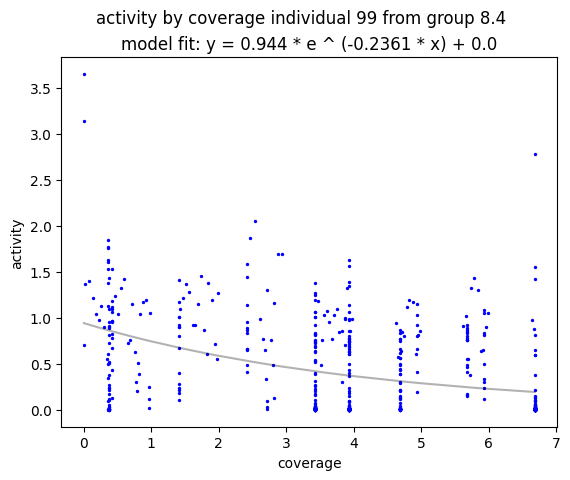 activity by coverage individual 99 from group 8.4
model fit: y = 0.944 * e ^ (-0.2361 * x) + 0.0
3.5
3.0
2.5
2.0
1.5
1.0
0.5
0.0
activity
0 1 2 3 4 5 6 7
coverage